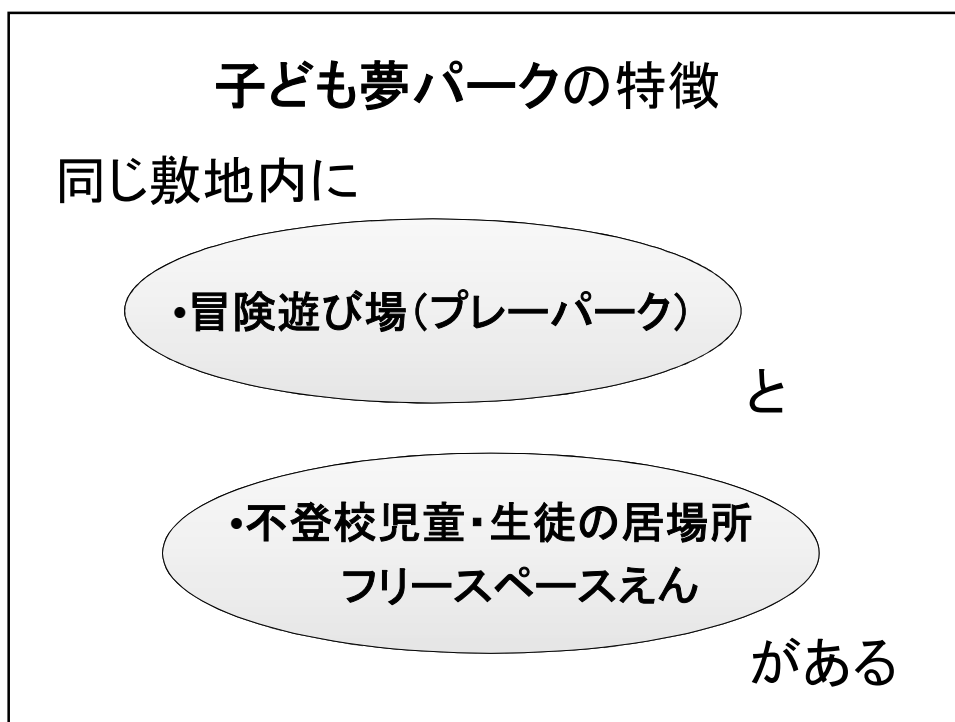 子ども夢パークの特徴
同じ敷地内に
•冒険遊び場(プレーパーク)
と
•不登校児童・生徒の居場所
フリースペースえん
がある